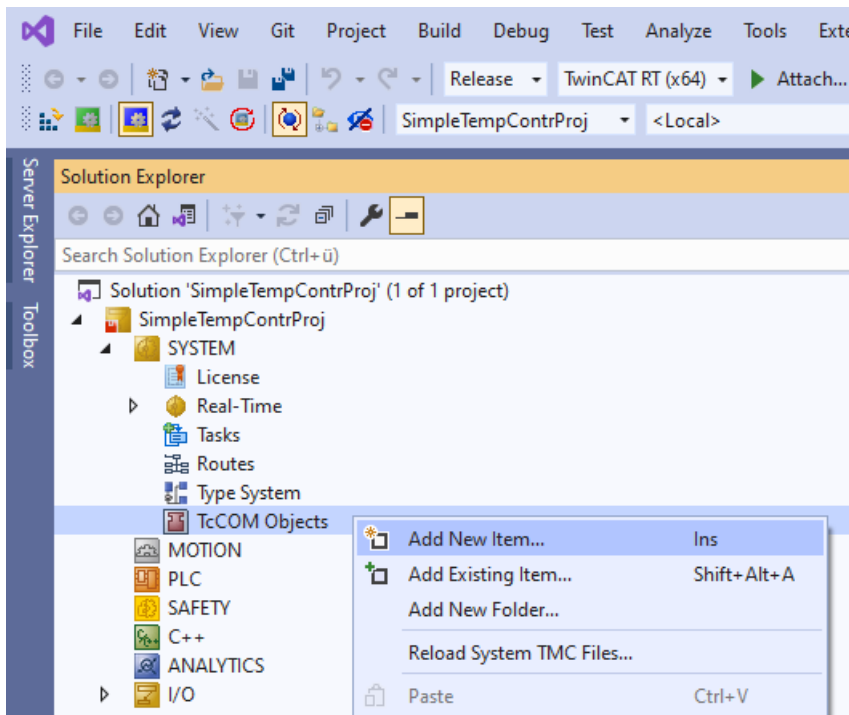 File Edit View Git Project Build Debug Test Analyze Tools Exte
Release TwinCAT RT (x64) Attach...
SimpleTempContrProj <Local>
Server Explorer
Toolbox
Solution Explorer
Search Solution Explorer (Ctrl+ü)
Solution 'SimpleTempContrProj' (1 of 1 project)
SimpleTempContrProj
SYSTEM
License
Real-Time
Tasks
Routes
Type System
TcCOM Objects
MOTION
PLC
SAFETY
C++
ANALYTICS
I/O
Add New Item... Ins
Add Existing Item... Shift+Alt+A
Add New Folder...
Reload System TMC Files...
Paste Ctrl+V